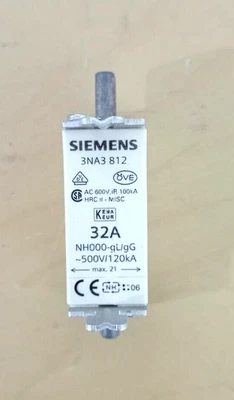 SIEMENS
3NA3 812
ÖVE
AC 600V,IR 100kA
HRC II - MISC
KEMA
KEUR
32A
NH000-gL/gG
~500V/120kA
max. 21
CE NH 06